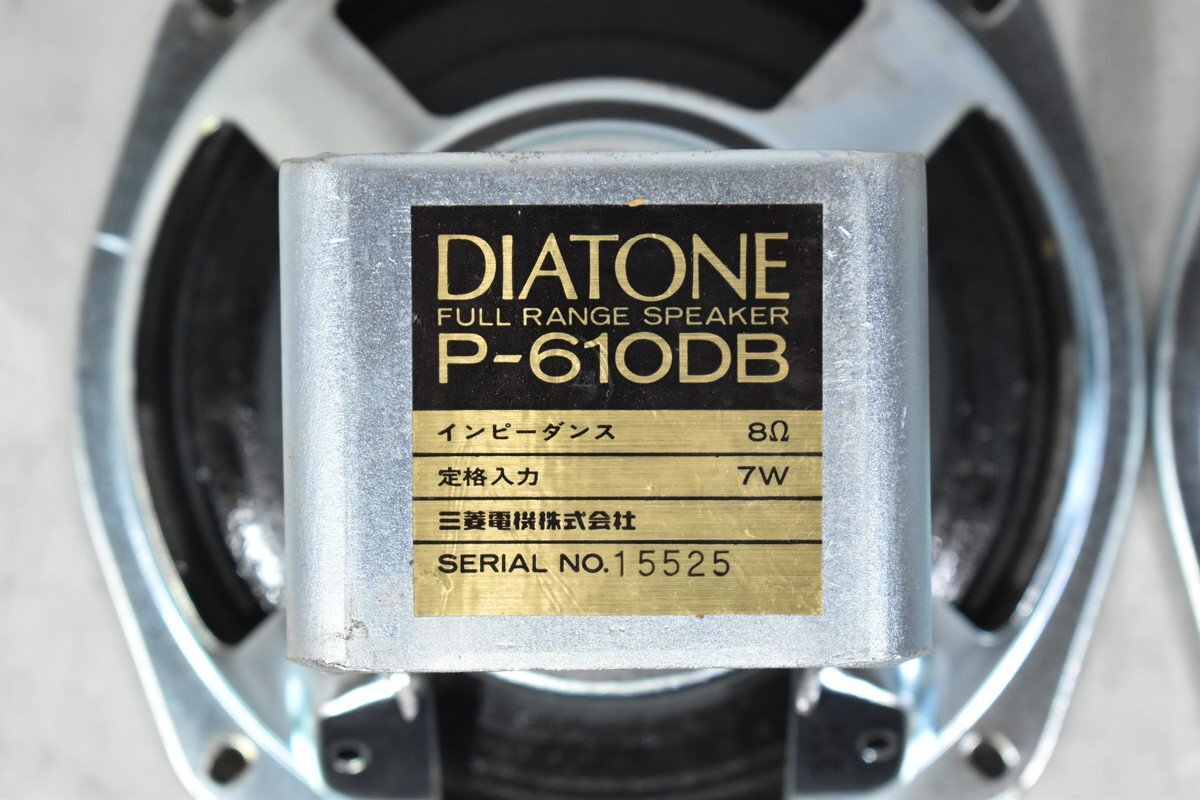 DIATONE
FULL RANGE SPEAKER
P-610DB
インピーダンス 8Ω
定格入力 7W
三菱電機株式会社
SERIAL NO. 15525